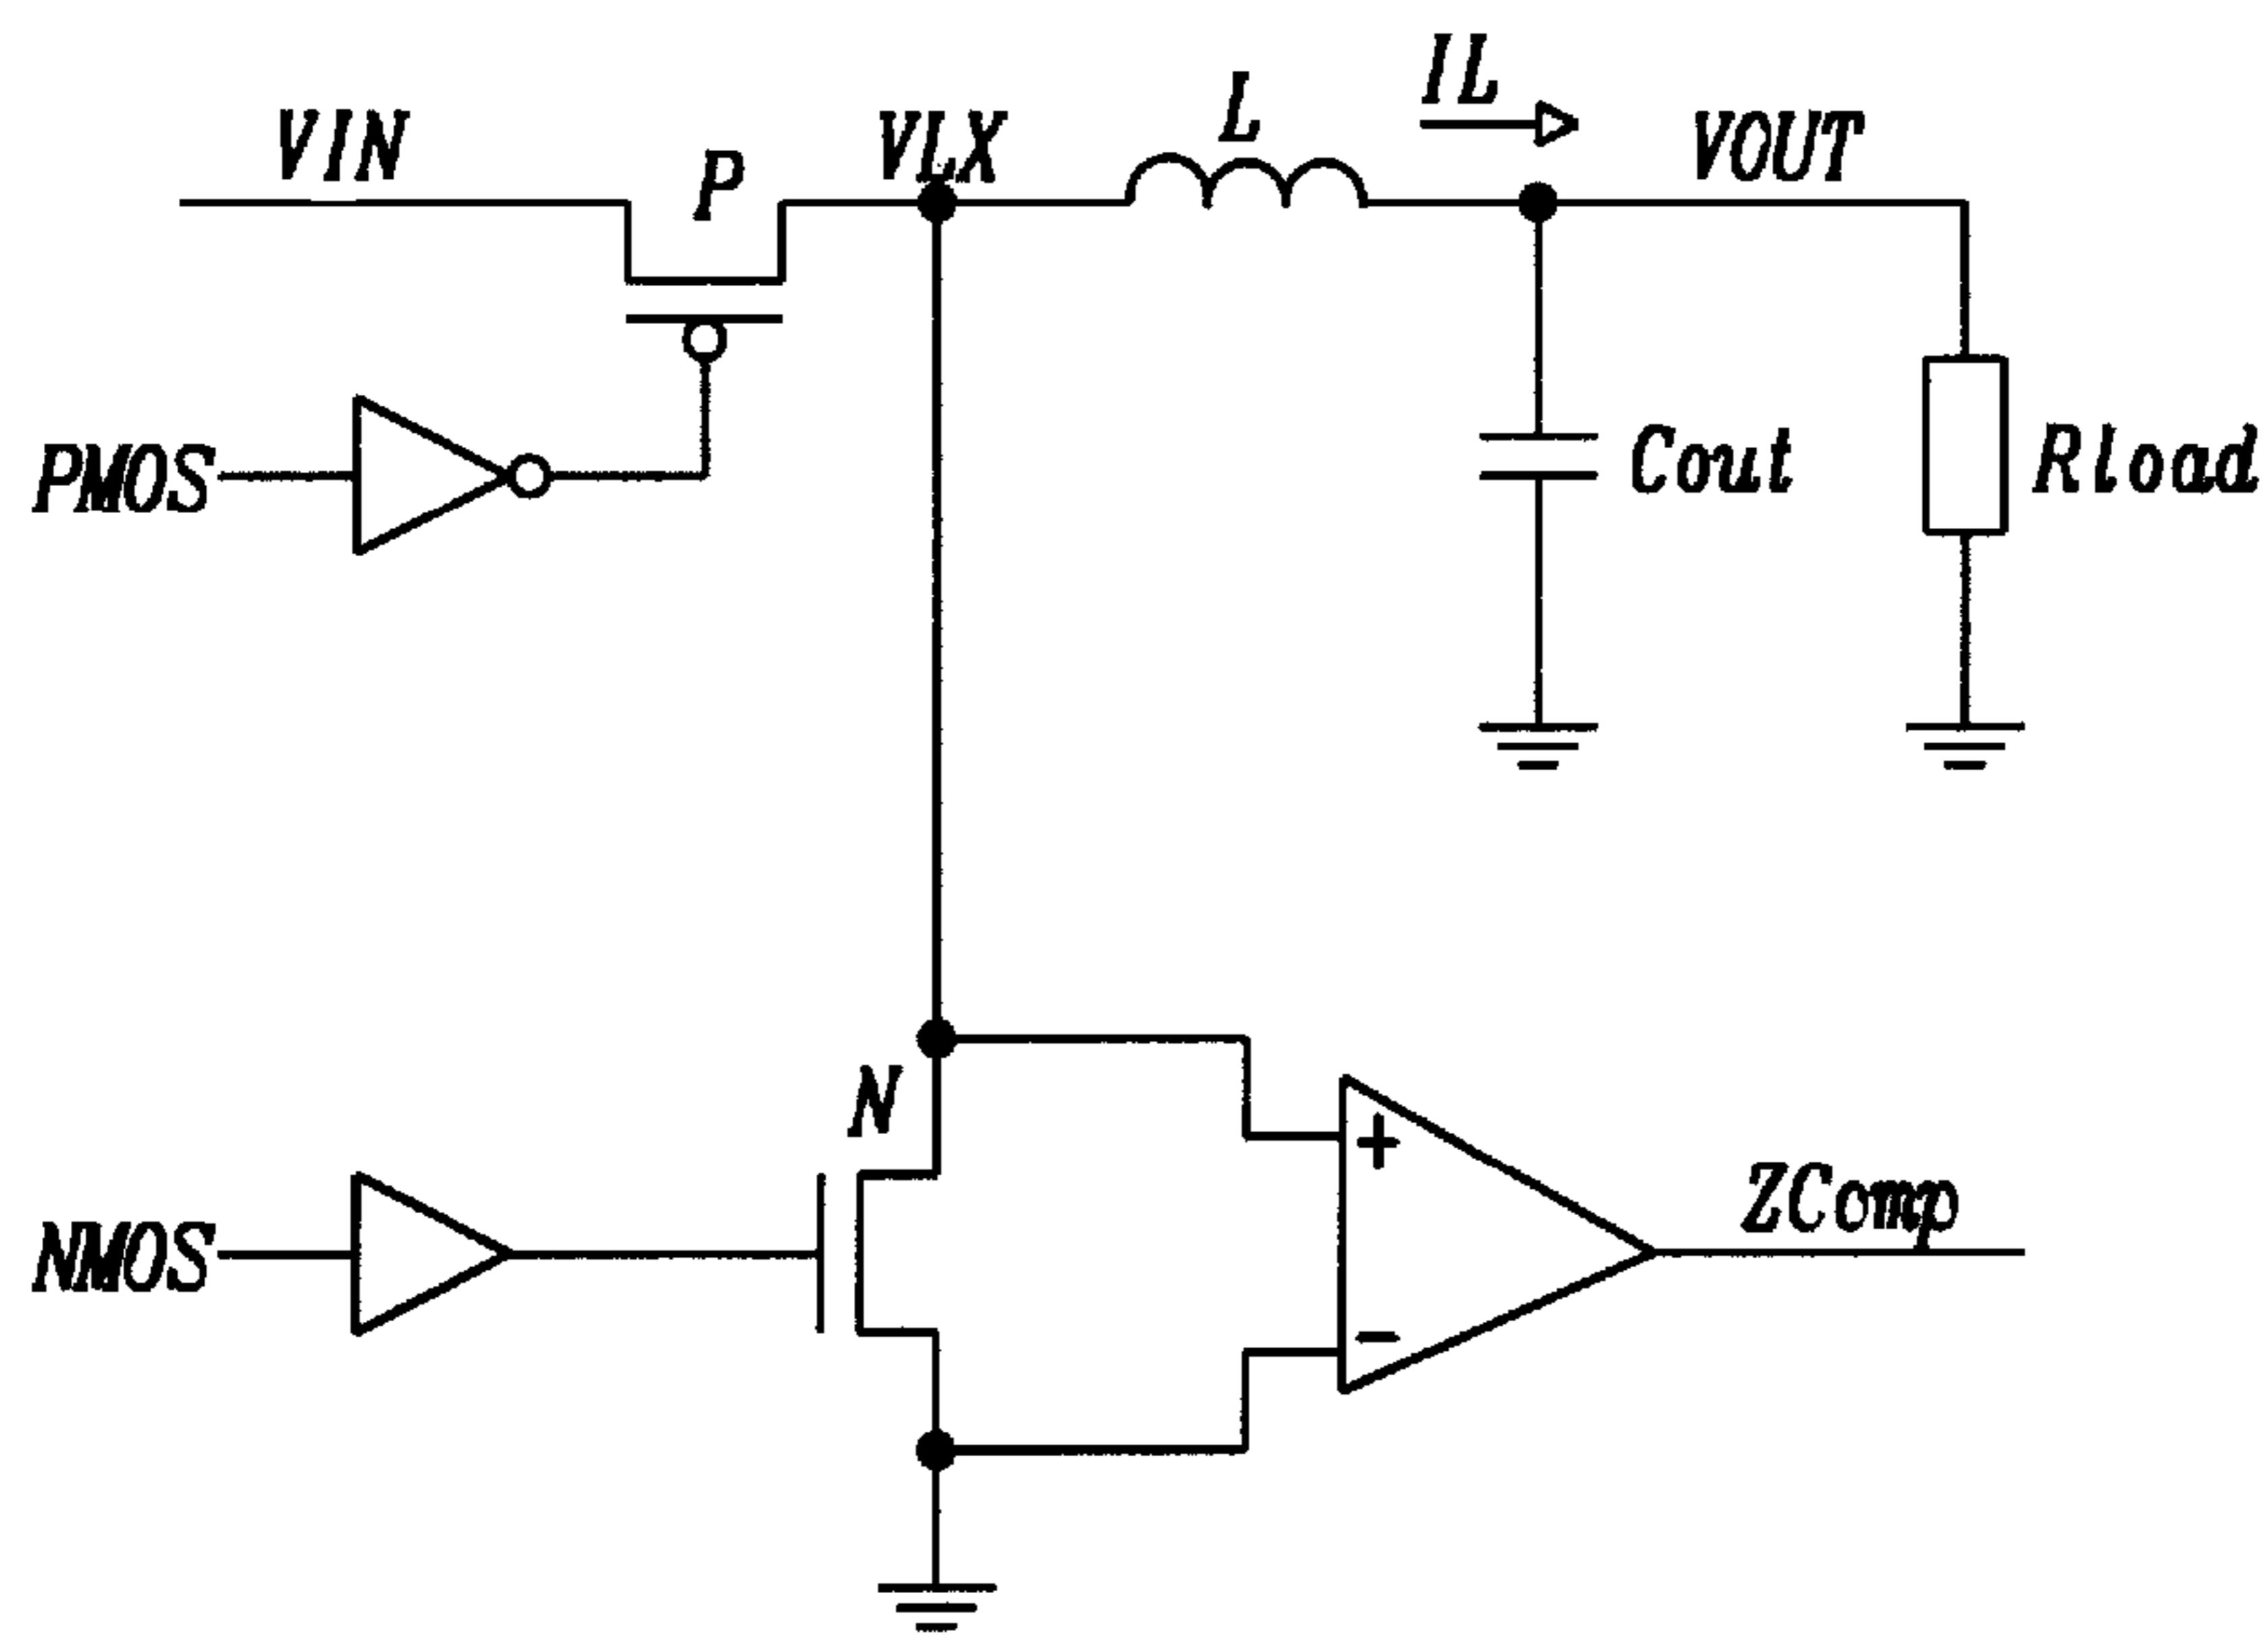 IL
L
VIN
VLX
VOUT
P
PMOS
Cout
Rload
N
+
ZComp
NMOS
-